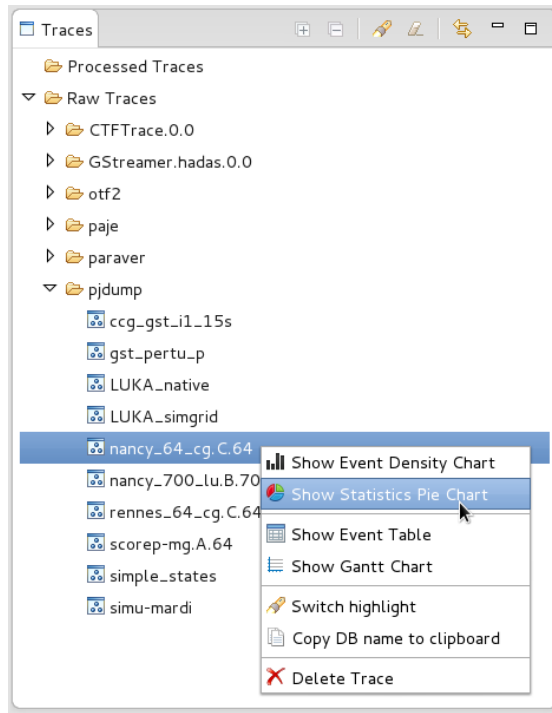 Traces
Processed Traces
Raw Traces
CTFTrace.0.0
GStreamer.hadas.0.0
otf2
paje
paraver
pjdump
ccg_gst_i1_15s
gst_pertu_p
LUKA_native
LUKA_simgrid
nancy_64_cg.C.64
nancy_700_lu.B.70
rennes_64_cg.C.64
scorep-mg.A.64
simple_states
simu-mardi
Show Event Density Chart
Show Statistics Pie Chart
Show Event Table
Show Gantt Chart
Switch highlight
Copy DB name to clipboard
Delete Trace